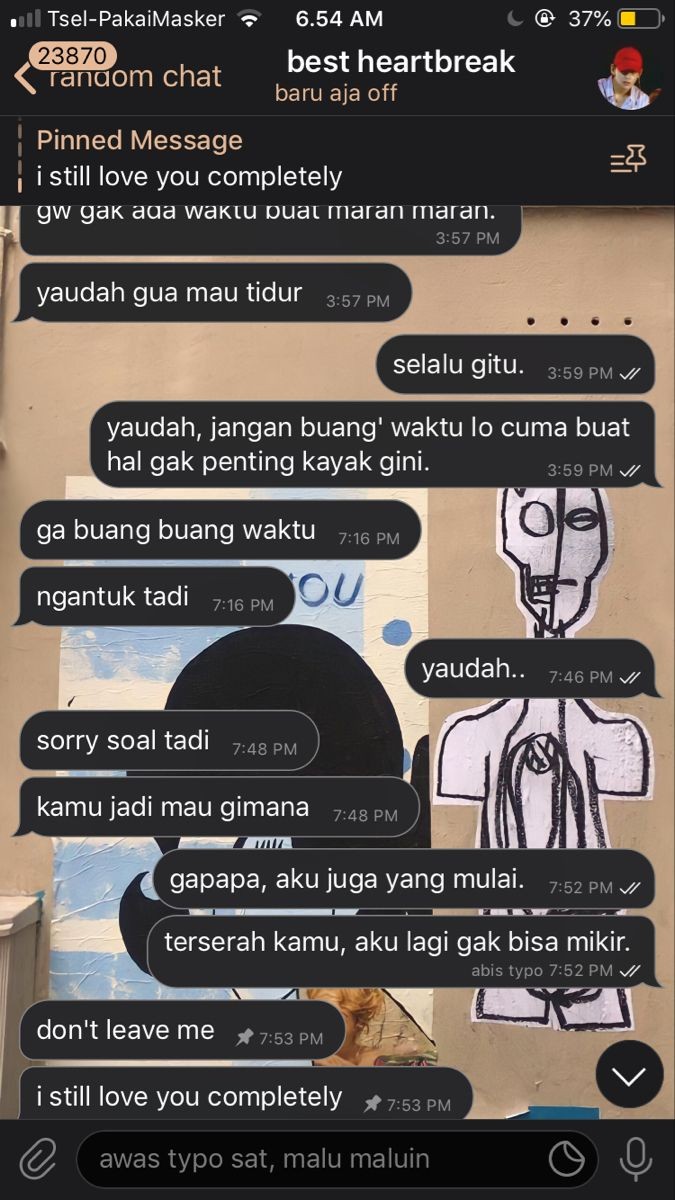 Tsel-PakaiMasker 6.54 AM 37%
23870
random chat
best heartbreak
baru aja off
Pinned Message
i still love you completely
gw gak ada waktu buat marah marah.
3:57 PM
yaudah gua mau tidur 3:57 PM
selalu gitu. 3:59 PM
yaudah, jangan buang' waktu lo cuma buat
hal gak penting kayak gini. 3:59 PM
ga buang buang waktu 7:16 PM
YOU
ngantuk tadi 7:16 PM
yaudah.. 7:46 PM
sorry soal tadi 7:48 PM
kamu jadi mau gimana 7:48 PM
gapapa, aku juga yang mulai. 7:52 PM
terserah kamu, aku lagi gak bisa mikir.
abis typo 7:52 PM
don't leave me 7:53 PM
i still love you completely 7:53 PM
awas typo sat, malu maluin